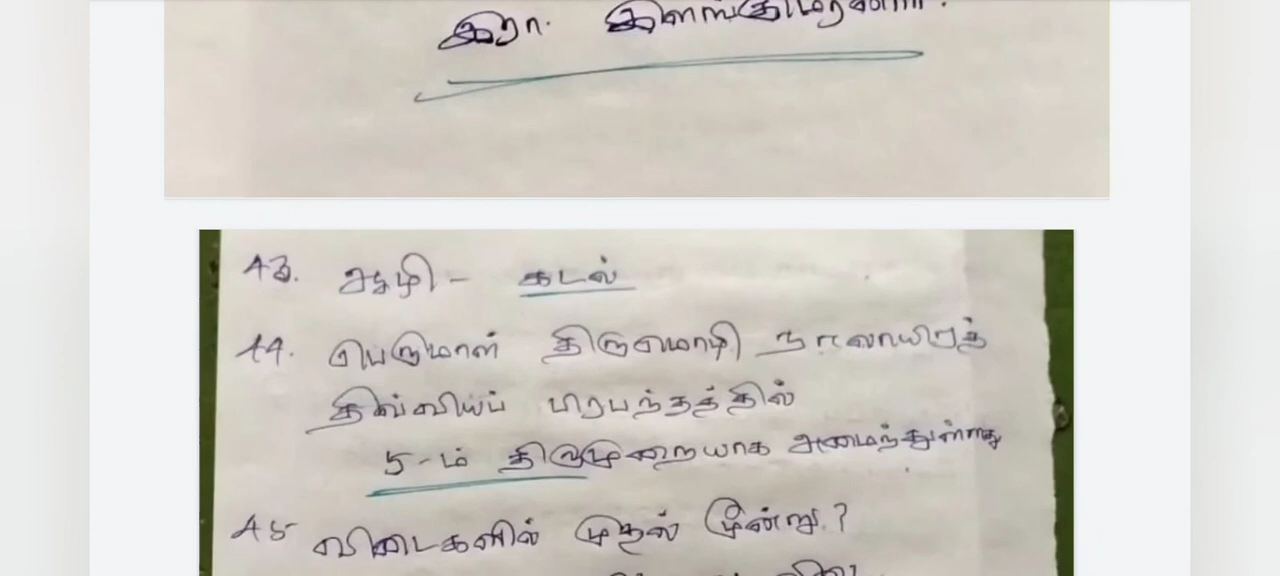 இரா. இளங்குமரனார்.
43. ஆழி - கடல்
44. பெருமாள் திருமொழி நாலாயிரத்
திவ்வியப் பிரபந்தத்தில்
5-ம் திருமுறையாக அமைந்துள்ளது
45 விடைகளில் முதல் மூன்று.?